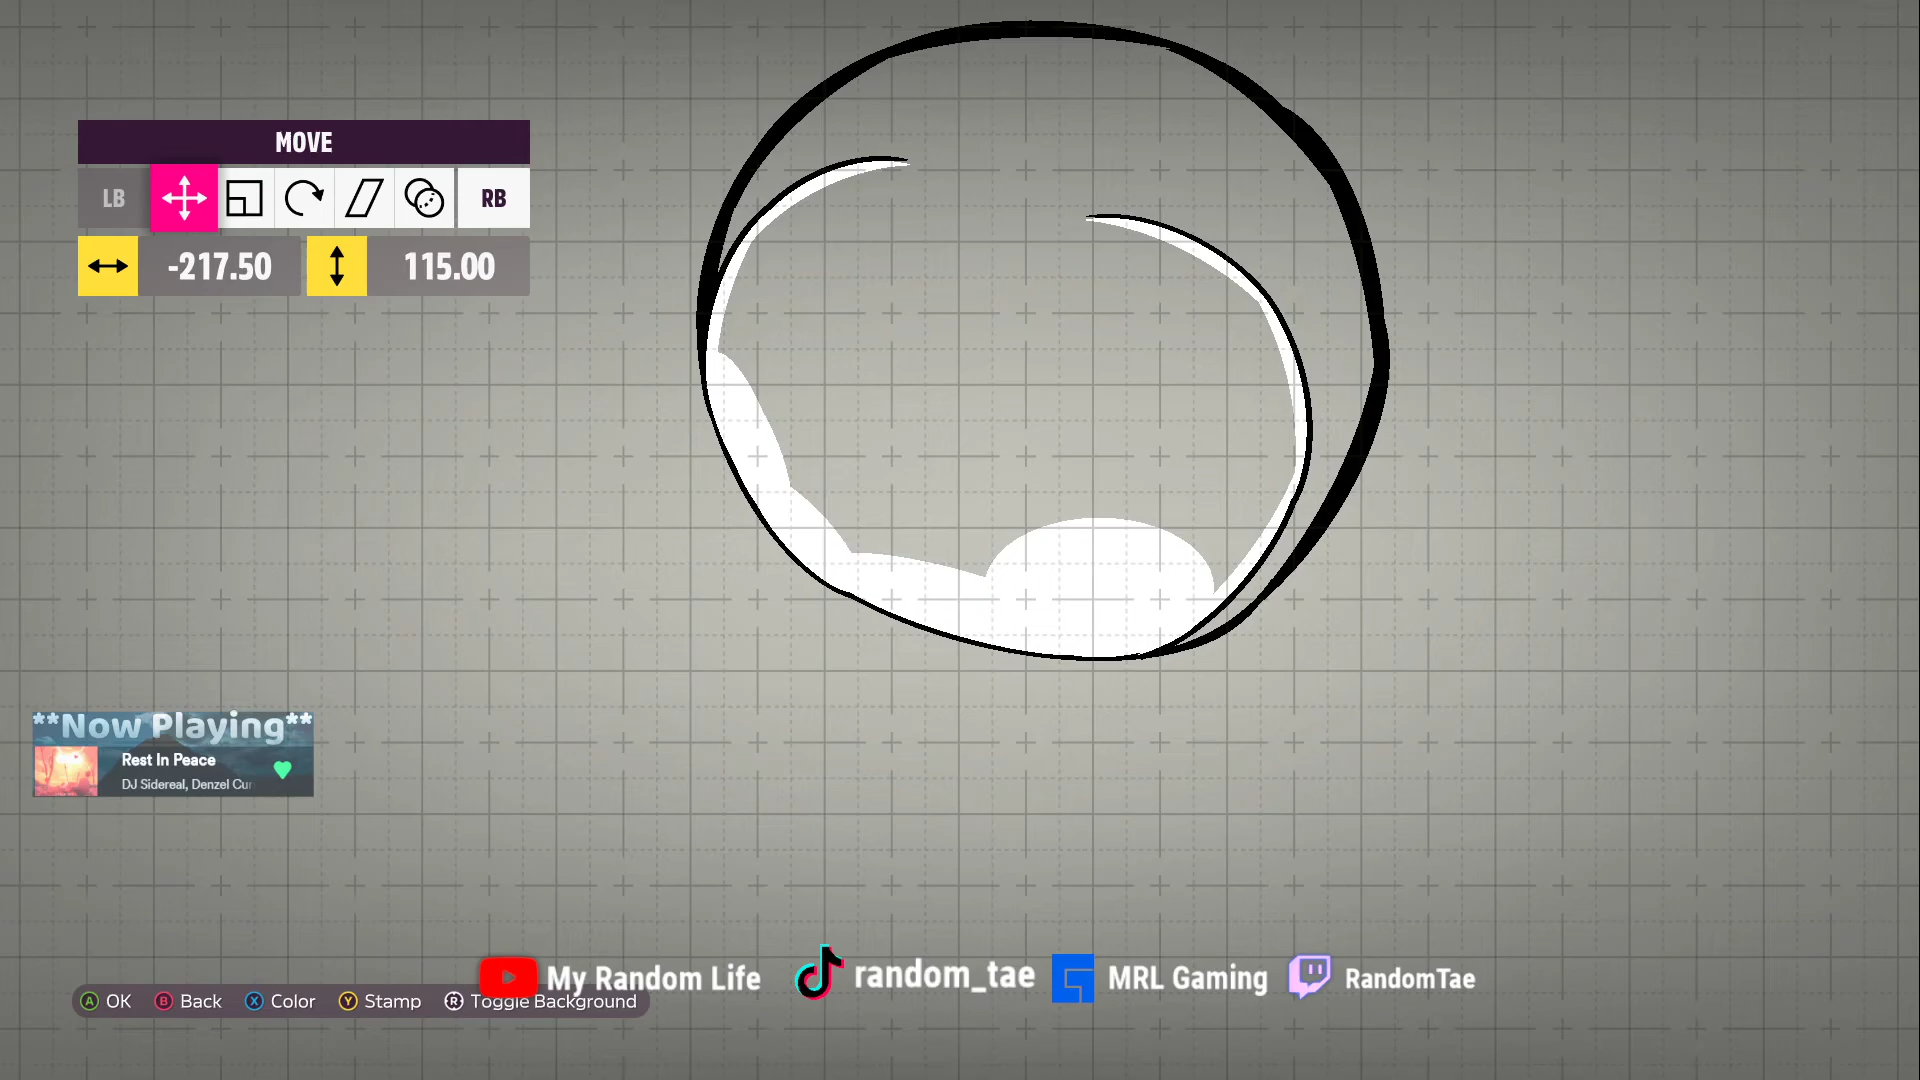 MOVE
LB
RB
-217.50
115.00
**Now Playing**
Rest In Peace
DJ Sidereal, Denzel Cur
My Random Life
random_tae
MRL Gaming
RandomTae
A OK
B Back
X Color
Y Stamp
R Toggle Background